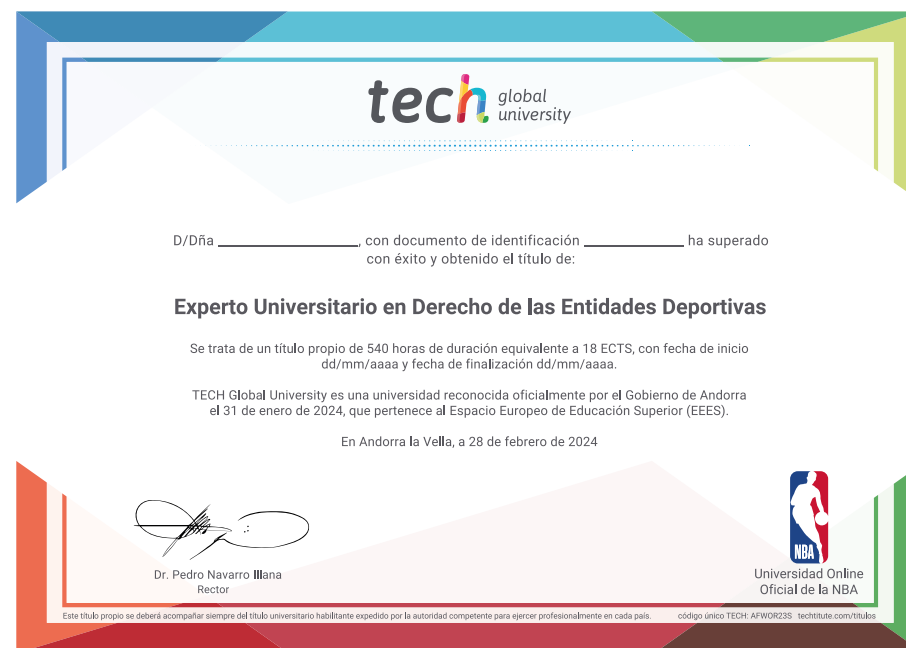 tech global
university
D/Dña ____________________, con documento de identificación ______________ ha superado
con éxito y obtenido el título de:
Experto Universitario en Derecho de las Entidades Deportivas
Se trata de un título propio de 540 horas de duración equivalente a 18 ECTS, con fecha de inicio
dd/mm/aaaa y fecha de finalización dd/mm/aaaa.
TECH Global University es una universidad reconocida oficialmente por el Gobierno de Andorra
el 31 de enero de 2024, que pertenece al Espacio Europeo de Educación Superior (EEES).
En Andorra la Vella, a 28 de febrero de 2024
NBA
Dr. Pedro Navarro Illana
Rector
Universidad Online
Oficial de la NBA
Este título propio se deberá acompañar siempre del título universitario habilitante expedido por la autoridad competente para ejercer profesionalmente en cada país.
código único TECH: AFWOR23S techtitute.com/titulos